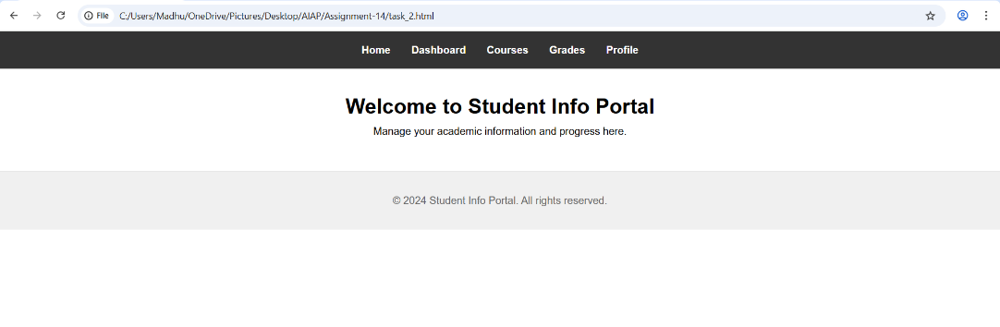 File C:/Users/Madhu/OneDrive/Pictures/Desktop/AIAP/Assignment-14/task_2.html
Home Dashboard Courses Grades Profile
Welcome to Student Info Portal
Manage your academic information and progress here.
© 2024 Student Info Portal. All rights reserved.